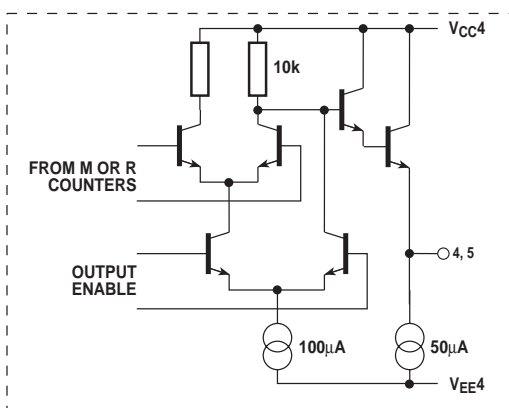 VCC4
10k
FROM M OR R
COUNTERS
4, 5
OUTPUT
ENABLE
100µA
50µA
VEE4